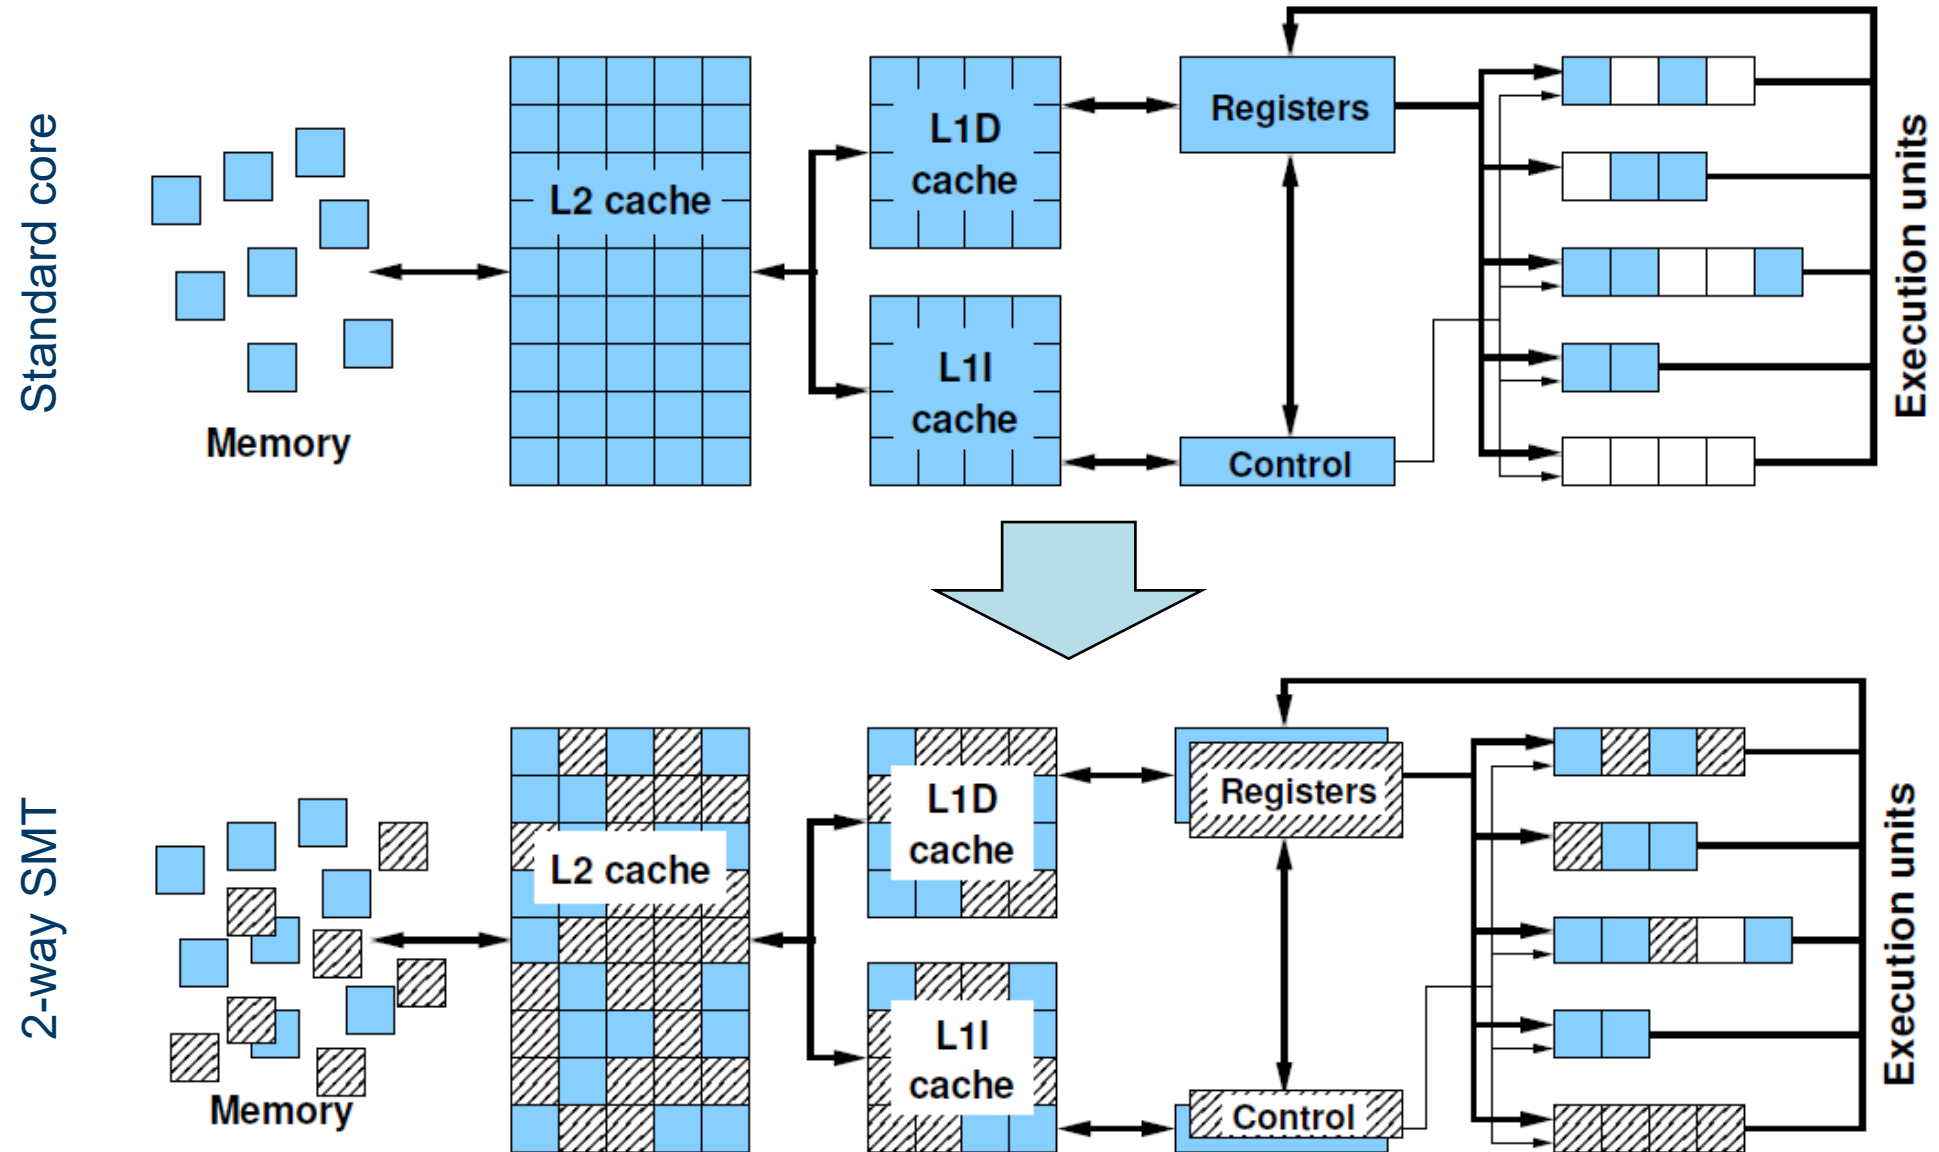 Standard core
Memory
L2 cache
L1D
cache
L1I
cache
Registers
Control
Execution units
2-way SMT
Memory
L2 cache
L1D
cache
L1I
cache
Registers
Control
Execution units